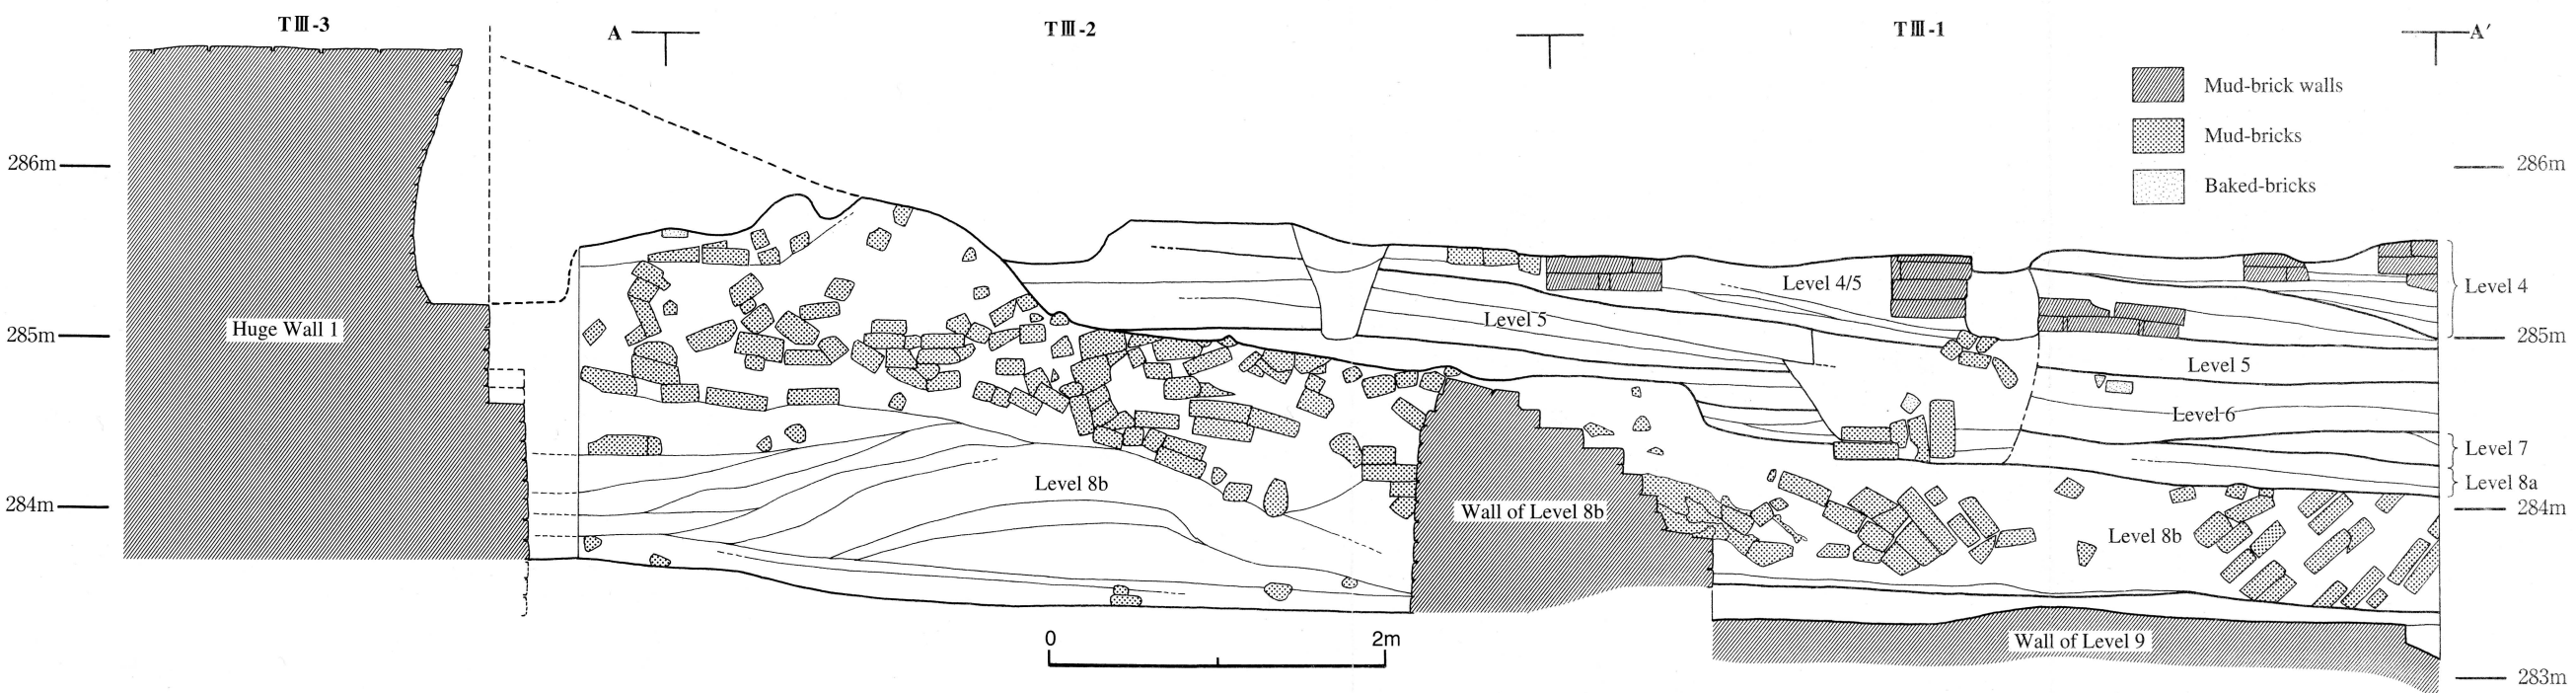 TⅢ-3
A
TⅢ-2
TⅢ-1
A′
Mud-brick walls
Mud-bricks
Baked-bricks
286m
286m
Level 4/5
Level 4
Level 5
Huge Wall 1
285m
285m
Level 5
Level 6
Level 7
Level 8a
Level 8b
284m
Wall of Level 8b
284m
Level 8b
0
2m
Wall of Level 9
283m